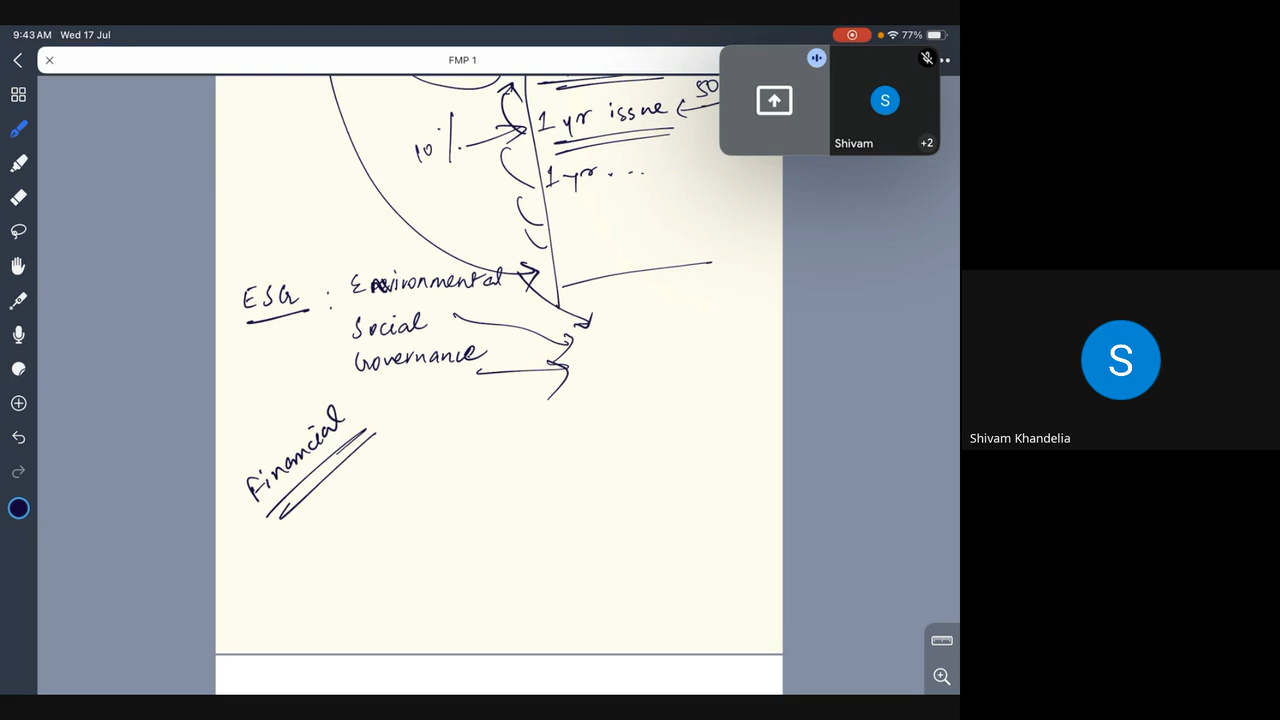 9:43 AM Wed 17 Jul
77%
FMP 1
Shivam
+2
50
1 yr issue
10%
1 yr . . .
ESG : Environmental
Social
Governance
Financial
S
S
Shivam Khandelia